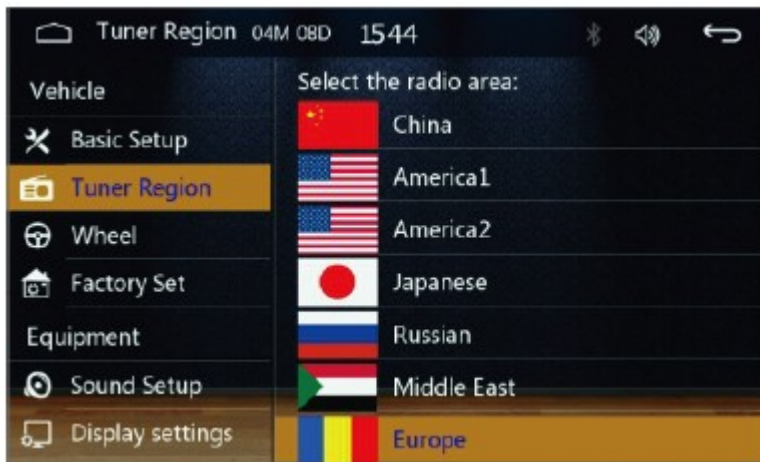 Tuner Region 04M 08D 1544
Vehicle
Basic Setup
Tuner Region
Wheel
Factory Set
Equipment
Sound Setup
Display settings
Select the radio area:
China
America1
America2
Japanese
Russian
Middle East
Europe